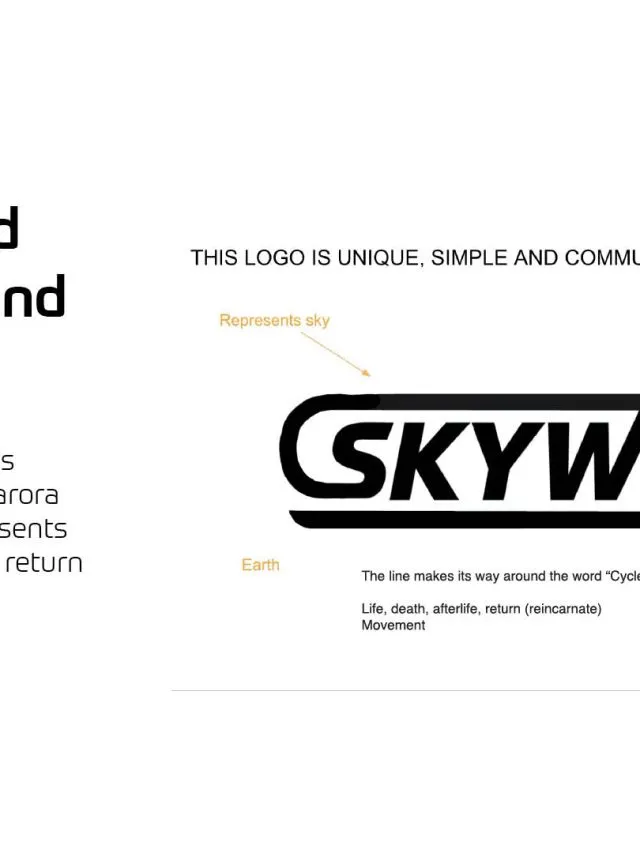 d
nd
s
arora
sents
return
THIS LOGO IS UNIQUE, SIMPLE AND COMMU
Represents sky
SKYW
Earth
The line makes its way around the word “Cycle
Life, death, afterlife, return (reincarnate)
Movement